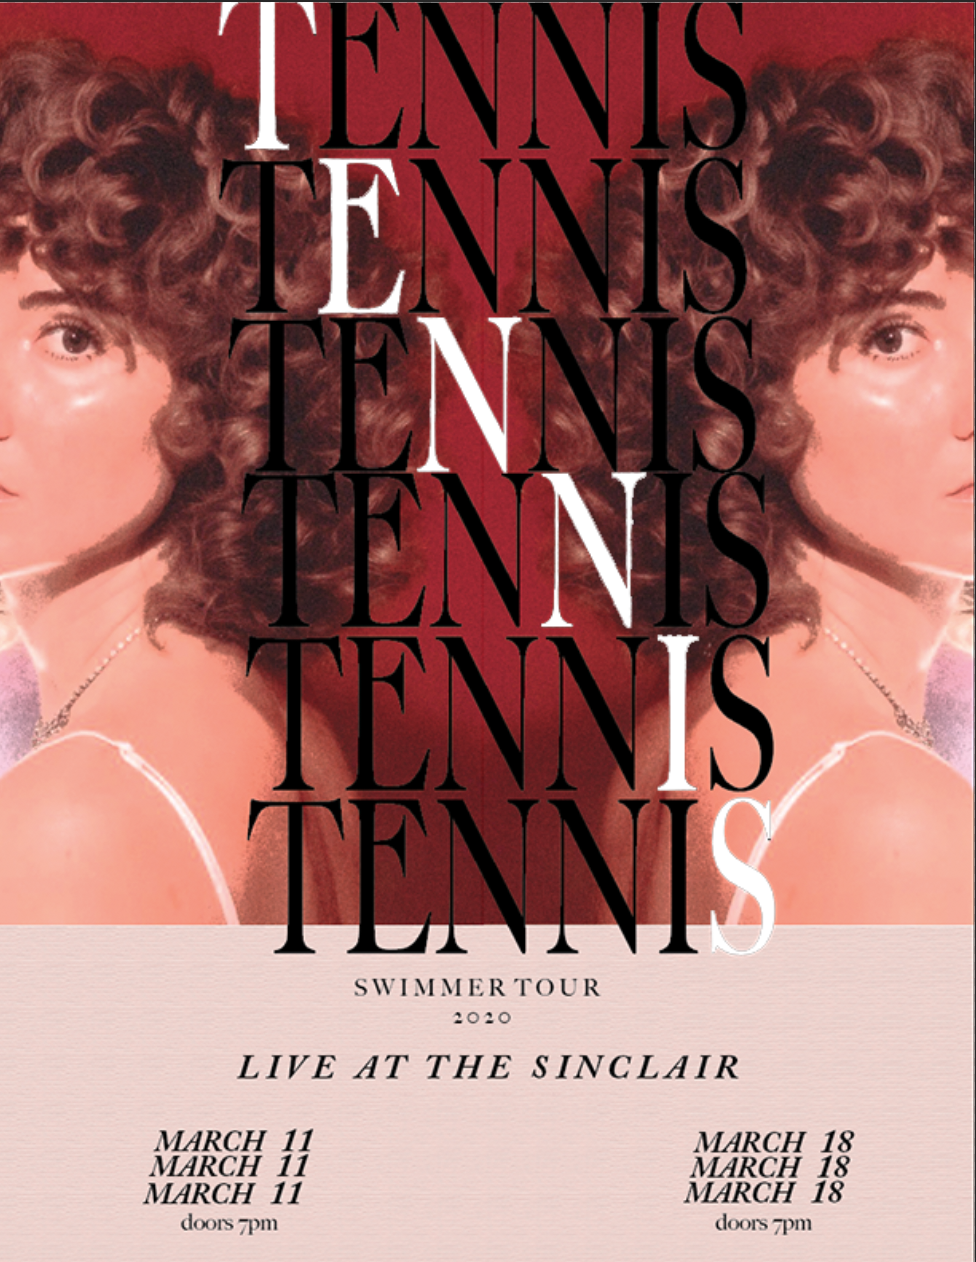 TENNIS
TENNIS
TENNIS
TENNIS
TENNIS
TENNIS
SWIMMER TOUR
2020
LIVE AT THE SINCLAIR
MARCH 11
MARCH 11
MARCH 11
doors 7pm
MARCH 18
MARCH 18
MARCH 18
doors 7pm